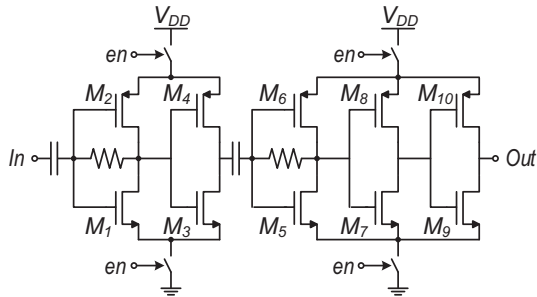 V_DD V_DD
en en
M_2 M_4 M_6 M_8 M_10
In Out
M_1 M_3 M_5 M_7 M_9
en en